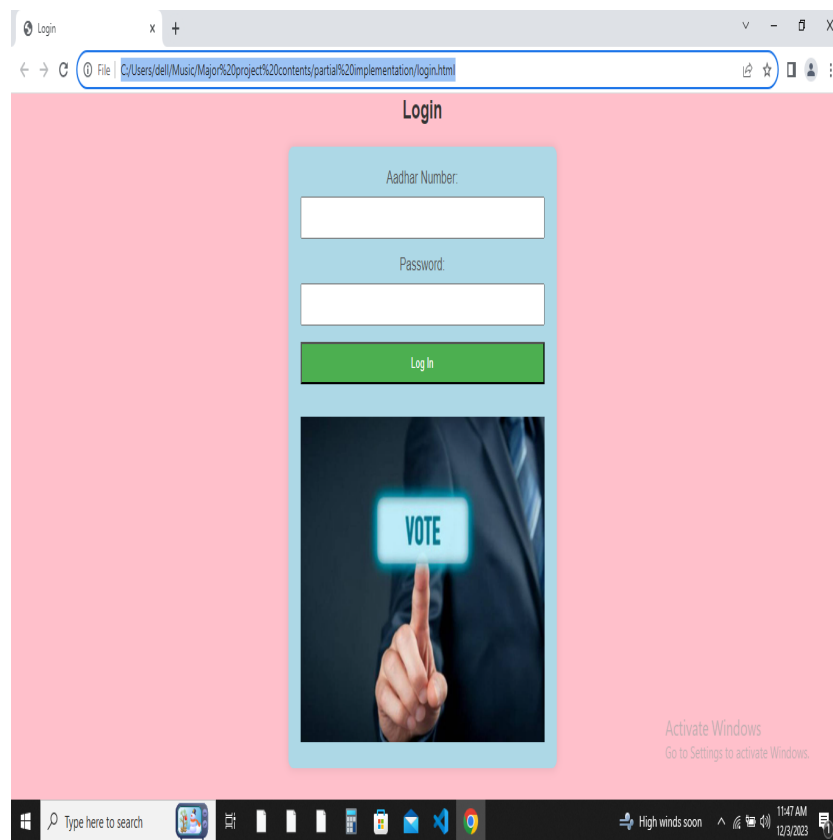 Login
File
C:/Users/dell/Music/Major%20project%20contents/partial%20implementation/login.html
Login
Aadhar Number:
Password:
Log In
VOTE
Activate Windows
Go to Settings to activate Windows.
Type here to search
High winds soon
11:47 AM
12/3/2023